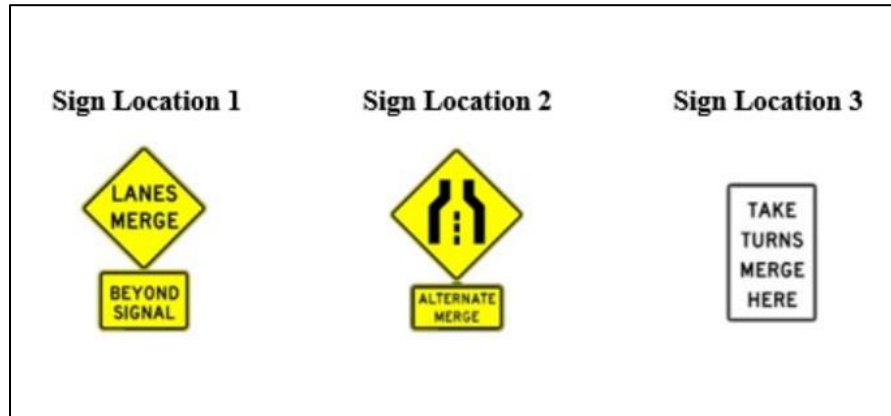 Sign Location 1
Sign Location 2
Sign Location 3
LANES
MERGE
BEYOND
SIGNAL
ALTERNATE
MERGE
TAKE
TURNS
MERGE
HERE